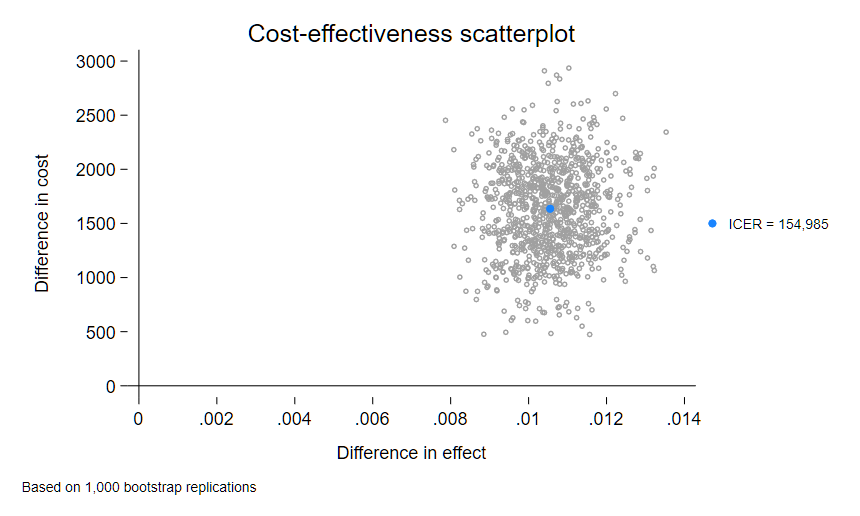 Cost-effectiveness scatterplot
3000
2500
2000
1500
1000
500
0
Difference in cost
0 .002 .004 .006 .008 .01 .012 .014
Difference in effect
ICER = 154,985
Based on 1,000 bootstrap replications